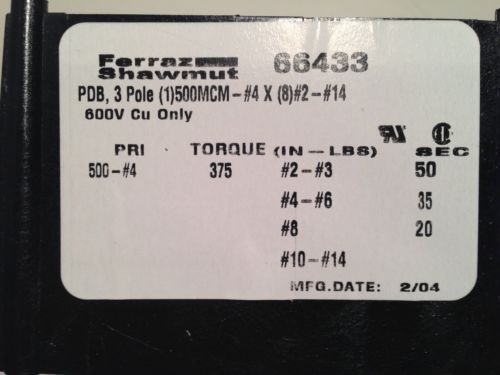 Ferraz
Shawmut 66433
PDB, 3 Pole (1)500MCM-#4 X (8)#2-#14
600V Cu Only
PRI TORQUE (IN-LBS) SEC
500-#4 375 #2-#3 50
#4-#6 35
#8 20
#10-#14
MFG.DATE: 2/04